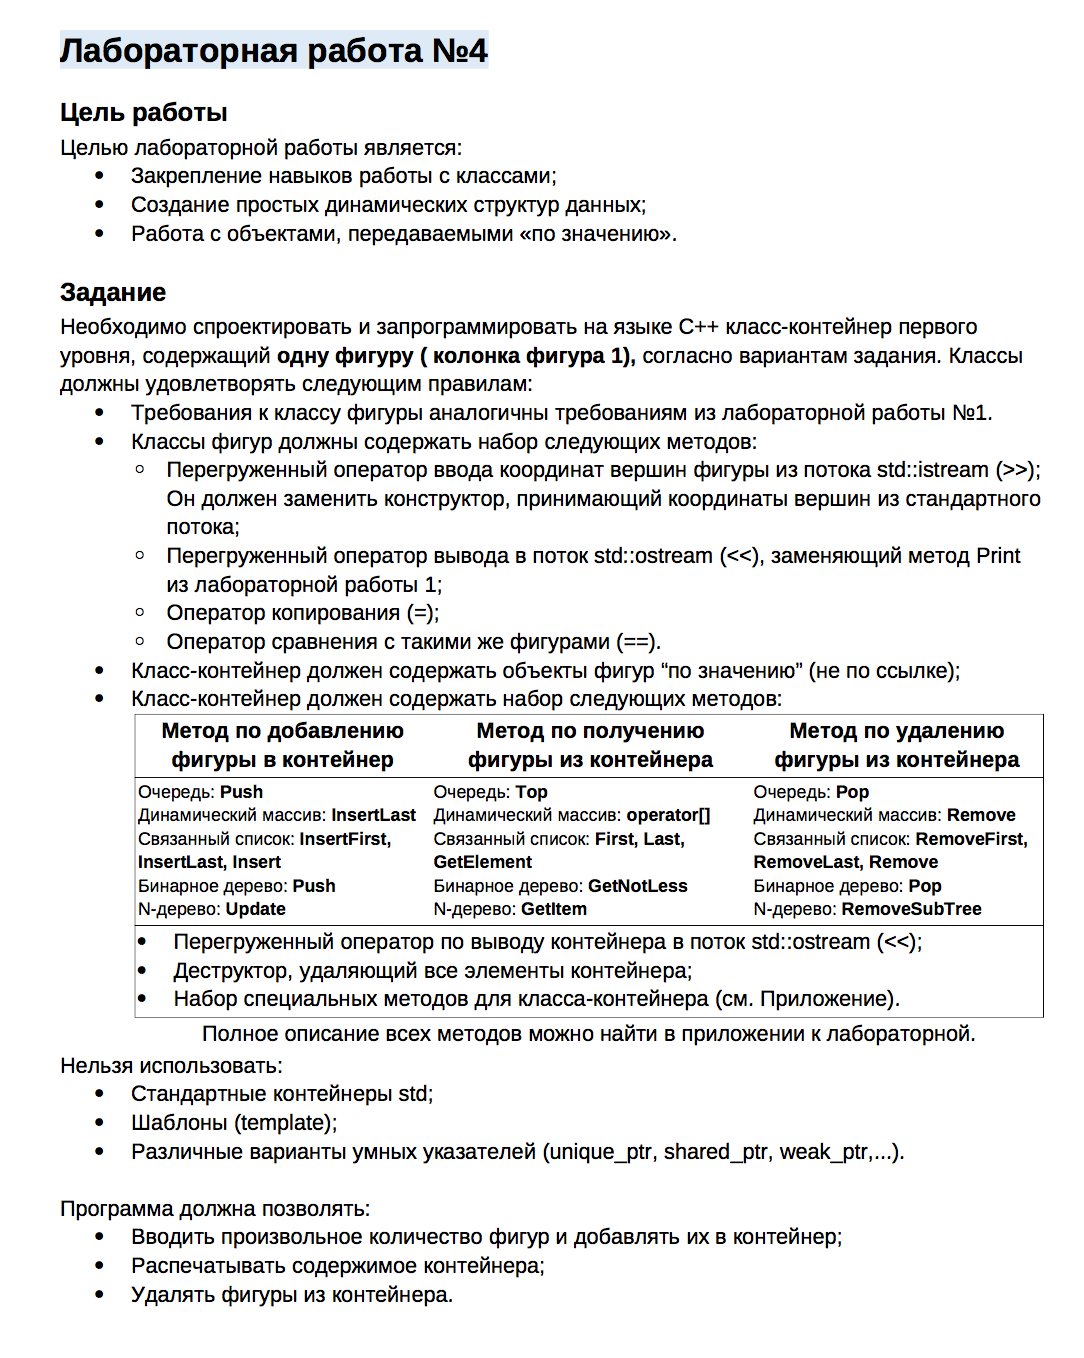 Лабораторная работа №4
Цель работы
Целью лабораторной работы является:
• Закрепление навыков работы с классами;
• Создание простых динамических структур данных;
• Работа с объектами, передаваемыми «по значению».
Задание
Необходимо спроектировать и запрограммировать на языке C++ класс-контейнер первого
уровня, содержащий одну фигуру ( колонка фигура 1), согласно вариантам задания. Классы
должны удовлетворять следующим правилам:
• Требования к классу фигуры аналогичны требованиям из лабораторной работы №1.
• Классы фигур должны содержать набор следующих методов:
○ Перегруженный оператор ввода координат вершин фигуры из потока std::istream (>>);
Он должен заменить конструктор, принимающий координаты вершин из стандартного
потока;
○ Перегруженный оператор вывода в поток std::ostream (<<), заменяющий метод Print
из лабораторной работы 1;
○ Оператор копирования (=);
○ Оператор сравнения с такими же фигурами (==).
• Класс-контейнер должен содержать объекты фигур “по значению” (не по ссылке);
• Класс-контейнер должен содержать набор следующих методов:
Метод по добавлению Метод по получению Метод по удалению
фигуры в контейнер фигуры из контейнера фигуры из контейнера
Очередь: Push Очередь: Top Очередь: Pop
Динамический массив: InsertLast Динамический массив: operator[] Динамический массив: Remove
Связанный список: InsertFirst, Связанный список: First, Last, Связанный список: RemoveFirst,
InsertLast, Insert GetElement RemoveLast, Remove
Бинарное дерево: Push Бинарное дерево: GetNotLess Бинарное дерево: Pop
N-дерево: Update N-дерево: GetItem N-дерево: RemoveSubTree
• Перегруженный оператор по выводу контейнера в поток std::ostream (<<);
• Деструктор, удаляющий все элементы контейнера;
• Набор специальных методов для класса-контейнера (см. Приложение).
Полное описание всех методов можно найти в приложении к лабораторной.
Нельзя использовать:
• Стандартные контейнеры std;
• Шаблоны (template);
• Различные варианты умных указателей (unique_ptr, shared_ptr, weak_ptr,...).
Программа должна позволять:
• Вводить произвольное количество фигур и добавлять их в контейнер;
• Распечатывать содержимое контейнера;
• Удалять фигуры из контейнера.